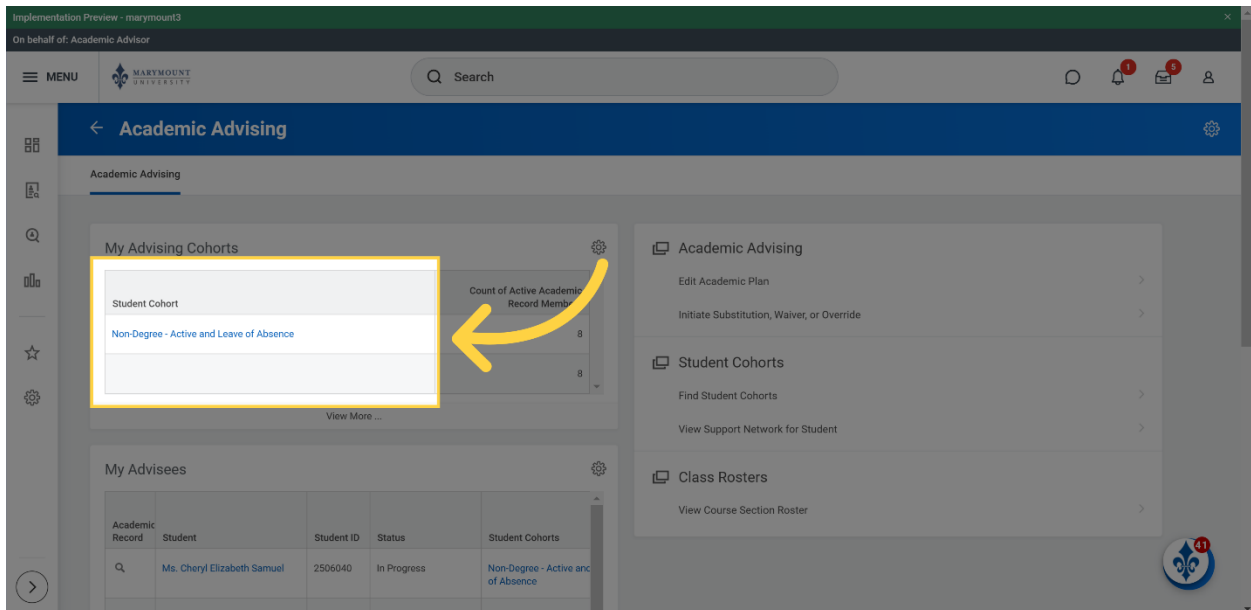 Implementation Preview - marymount3
On behalf of: Academic Advisor
MENU
MARYMOUNT
UNIVERSITY
Search
1
5
Academic Advising
Academic Advising
My Advising Cohorts
Student Cohort
Count of Active Academic
Record Membe
Non-Degree - Active and Leave of Absence
8
8
View More ...
My Advisees
Academic
Record
Student
Student ID
Status
Student Cohorts
Ms. Cheryl Elizabeth Samuel
2506040
In Progress
Non-Degree - Active and
of Absence
Academic Advising
Edit Academic Plan
Initiate Substitution, Waiver, or Override
Student Cohorts
Find Student Cohorts
View Support Network for Student
Class Rosters
View Course Section Roster
41